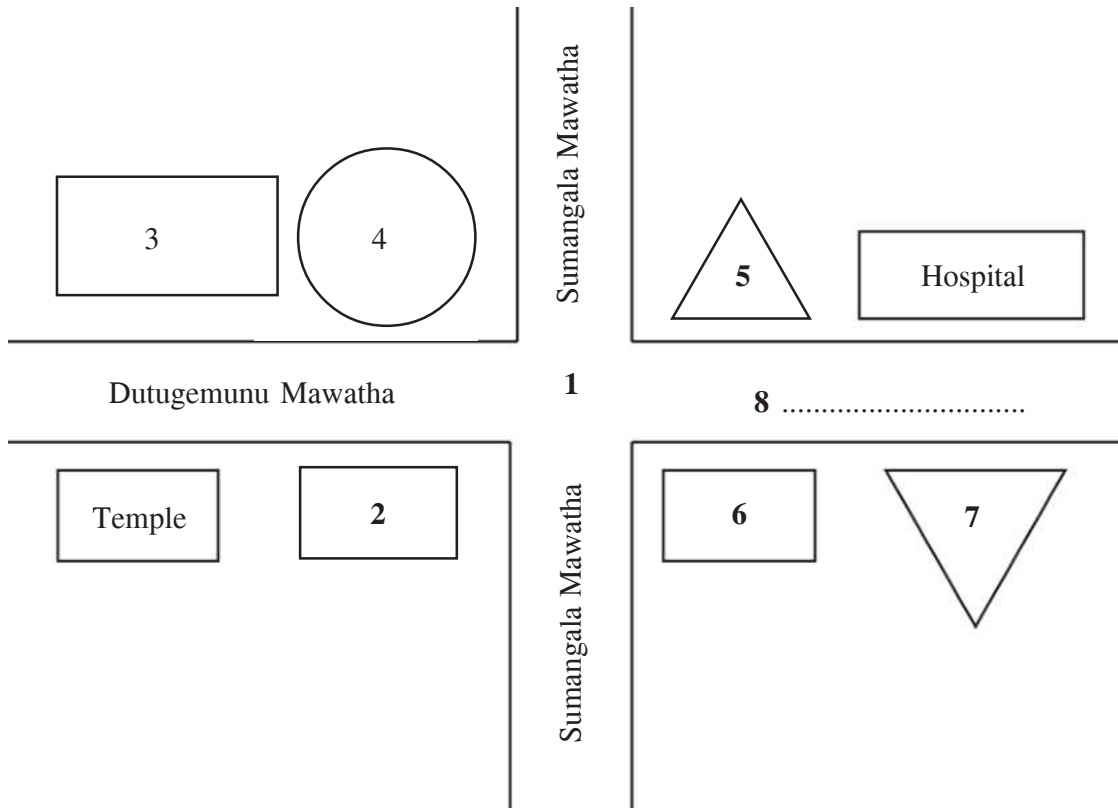 Sumangala Mawatha
3
4
5
Hospital
Dutugemunu Mawatha
1
8 ..............................
Temple
2
6
7
Sumangala Mawatha